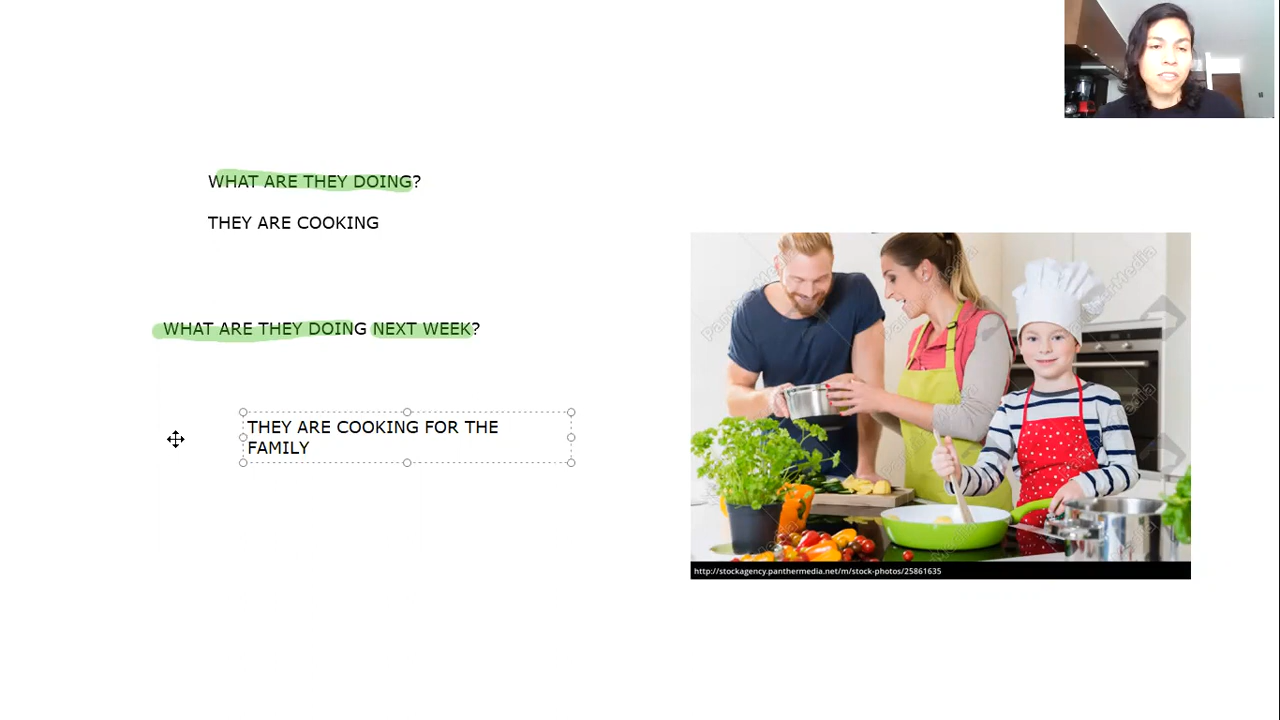 WHAT ARE THEY DOING?
THEY ARE COOKING
WHAT ARE THEY DOING NEXT WEEK?
THEY ARE COOKING FOR THE
FAMILY
http://stockagency.panthermedia.net/m/stock-photos/25861635